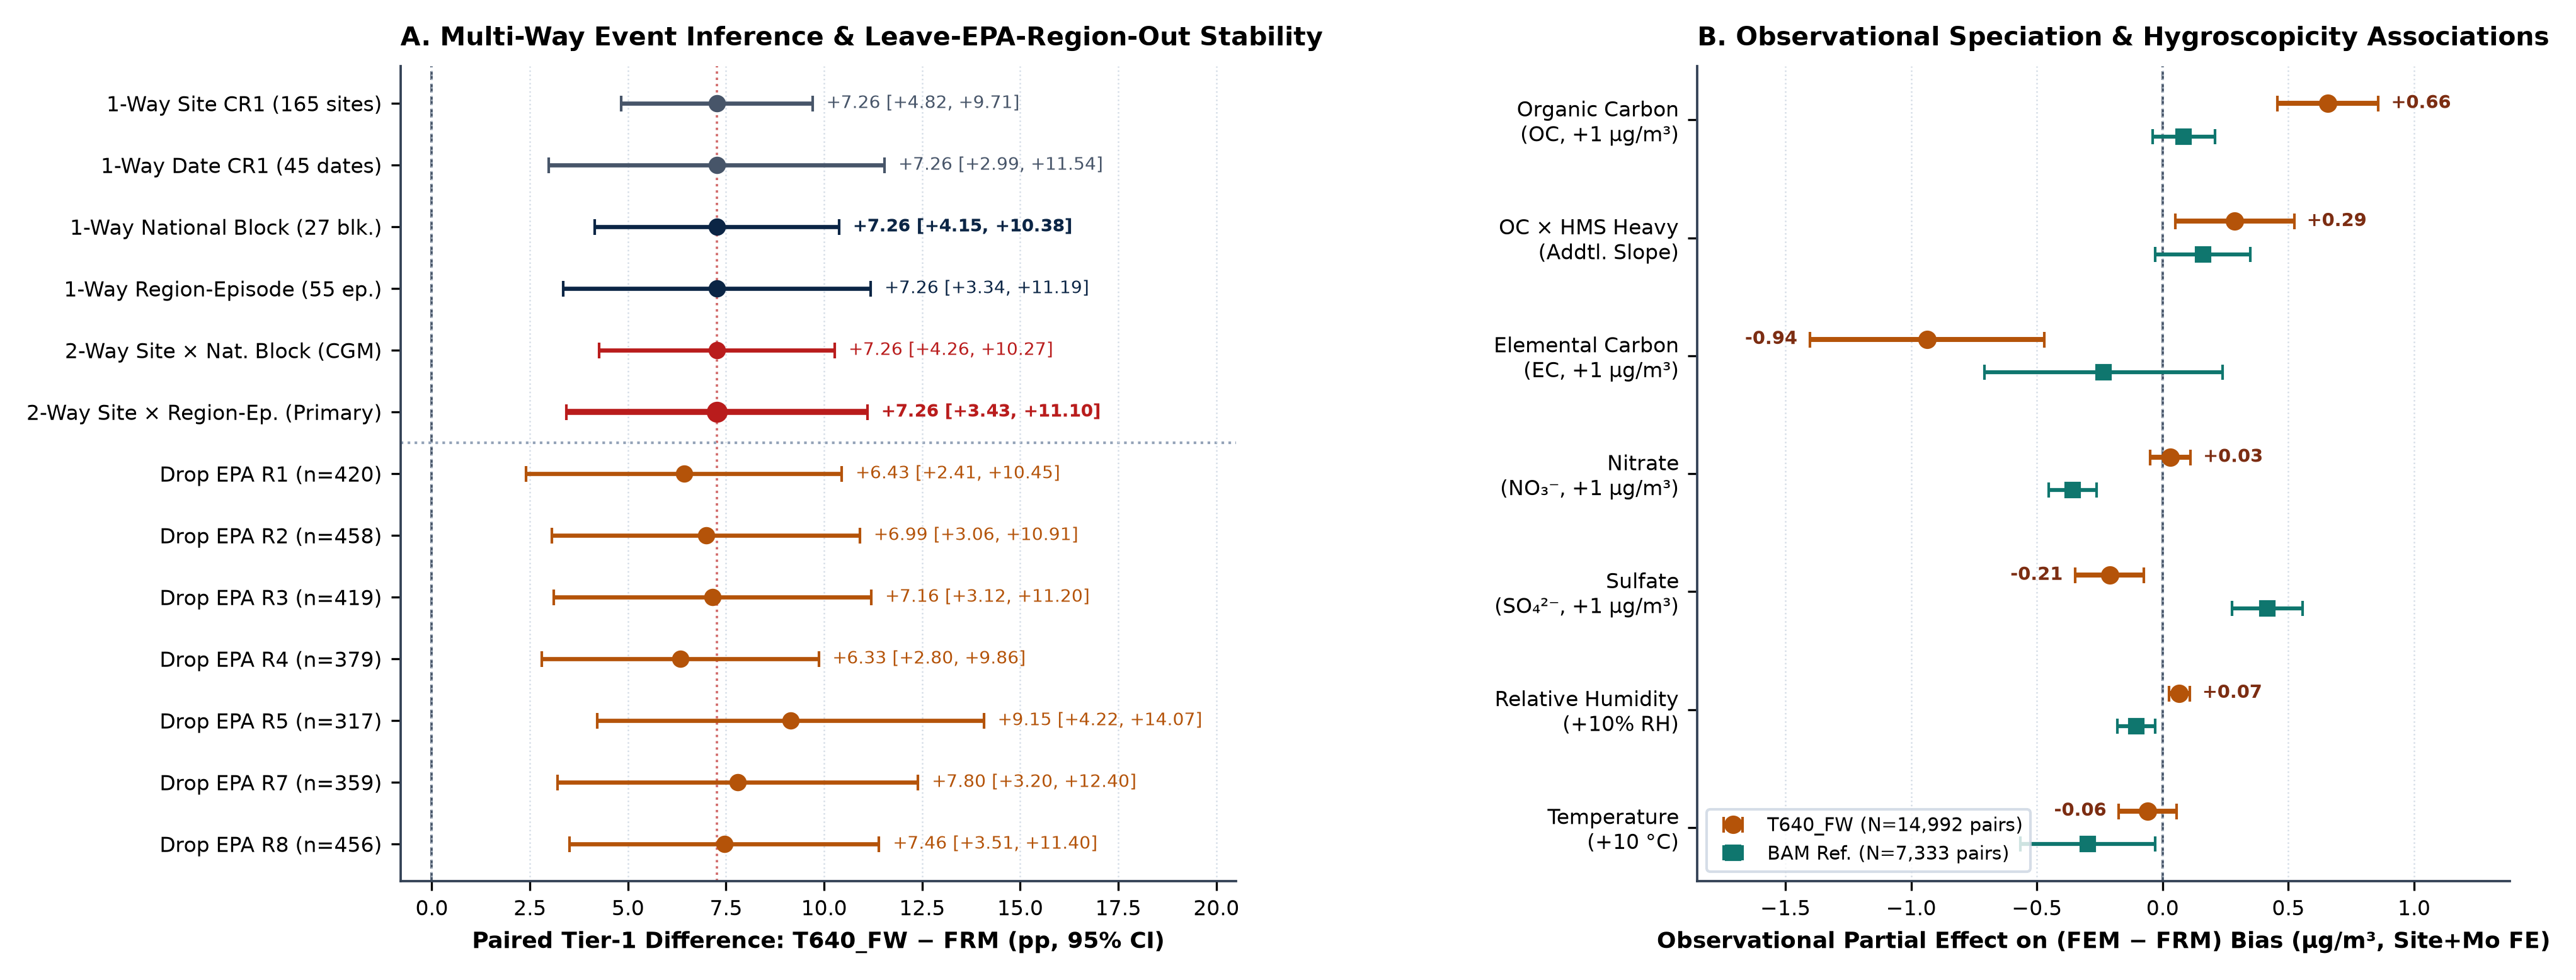 A. Multi-Way Event Inference & Leave-EPA-Region-Out Stability
1-Way Site CR1 (165 sites)
+7.26 [+4.82, +9.71]
1-Way Date CR1 (45 dates)
+7.26 [+2.99, +11.54]
1-Way National Block (27 blk.)
+7.26 [+4.15, +10.38]
1-Way Region-Episode (55 ep.)
+7.26 [+3.34, +11.19]
2-Way Site × Nat. Block (CGM)
+7.26 [+4.26, +10.27]
2-Way Site × Region-Ep. (Primary)
+7.26 [+3.43, +11.10]
Drop EPA R1 (n=420)
+6.43 [+2.41, +10.45]
Drop EPA R2 (n=458)
+6.99 [+3.06, +10.91]
Drop EPA R3 (n=419)
+7.16 [+3.12, +11.20]
Drop EPA R4 (n=379)
+6.33 [+2.80, +9.86]
Drop EPA R5 (n=317)
+9.15 [+4.22, +14.07]
Drop EPA R7 (n=359)
+7.80 [+3.20, +12.40]
Drop EPA R8 (n=456)
+7.46 [+3.51, +11.40]
0.0 2.5 5.0 7.5 10.0 12.5 15.0 17.5 20.0
Paired Tier-1 Difference: T640_FW − FRM (pp, 95% CI)
B. Observational Speciation & Hygroscopicity Associations
Organic Carbon
(OC, +1 µg/m³)
+0.66
OC × HMS Heavy
(Addtl. Slope)
+0.29
Elemental Carbon
(EC, +1 µg/m³)
-0.94
Nitrate
(NO₃⁻, +1 µg/m³)
+0.03
Sulfate
(SO₄²⁻, +1 µg/m³)
-0.21
Relative Humidity
(+10% RH)
+0.07
Temperature
(+10 °C)
-0.06
T640_FW (N=14,992 pairs)
BAM Ref. (N=7,333 pairs)
−1.5 −1.0 −0.5 0.0 0.5 1.0
Observational Partial Effect on (FEM − FRM) Bias (µg/m³, Site+Mo FE)